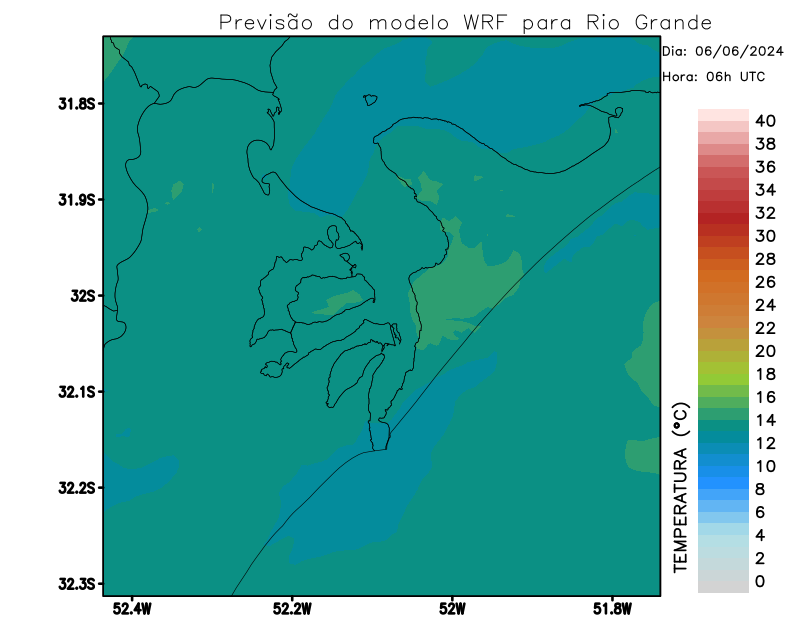 Previsão do modelo WRF para Rio Grande
Dia: 06/06/2024
Hora: 06h UTC
31.8S
31.9S
32S
32.1S
32.2S
32.3S
52.4W
52.2W
52W
51.8W
TEMPERATURA (°C)
40
38
36
34
32
30
28
26
24
22
20
18
16
14
12
10
8
6
4
2
0